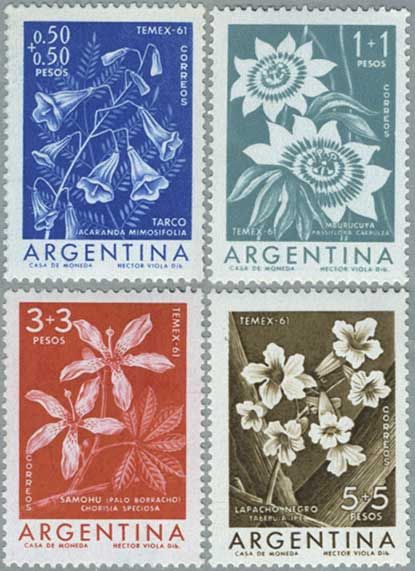 TEMEX-61
0.50
+0.50
PESOS
CORREOS
TARCO
JACARANDA MIMOSIFOLIA
ARGENTINA
CASA DE MONEDA HECTOR VIOLA Dib.
1+1
PESOS
CORREOS
TEMEX-61
MBURUCUYA
PASSIFLORA CAERULEA
ARGENTINA
CASA DE MONEDA HECTOR VIOLA Dib.
3+3
PESOS
TEMEX-61
CORREOS
SAMOHU (PALO BORRACHO)
CHORISIA SPECIOSA
ARGENTINA
CASA DE MONEDA HECTOR VIOLA Dib.
TEMEX-61
CORREOS
LAPACHO NEGRO
TABEBUIA IPE
5+5
PESOS
ARGENTINA
CASA DE MONEDA HECTOR VIOLA Dib.